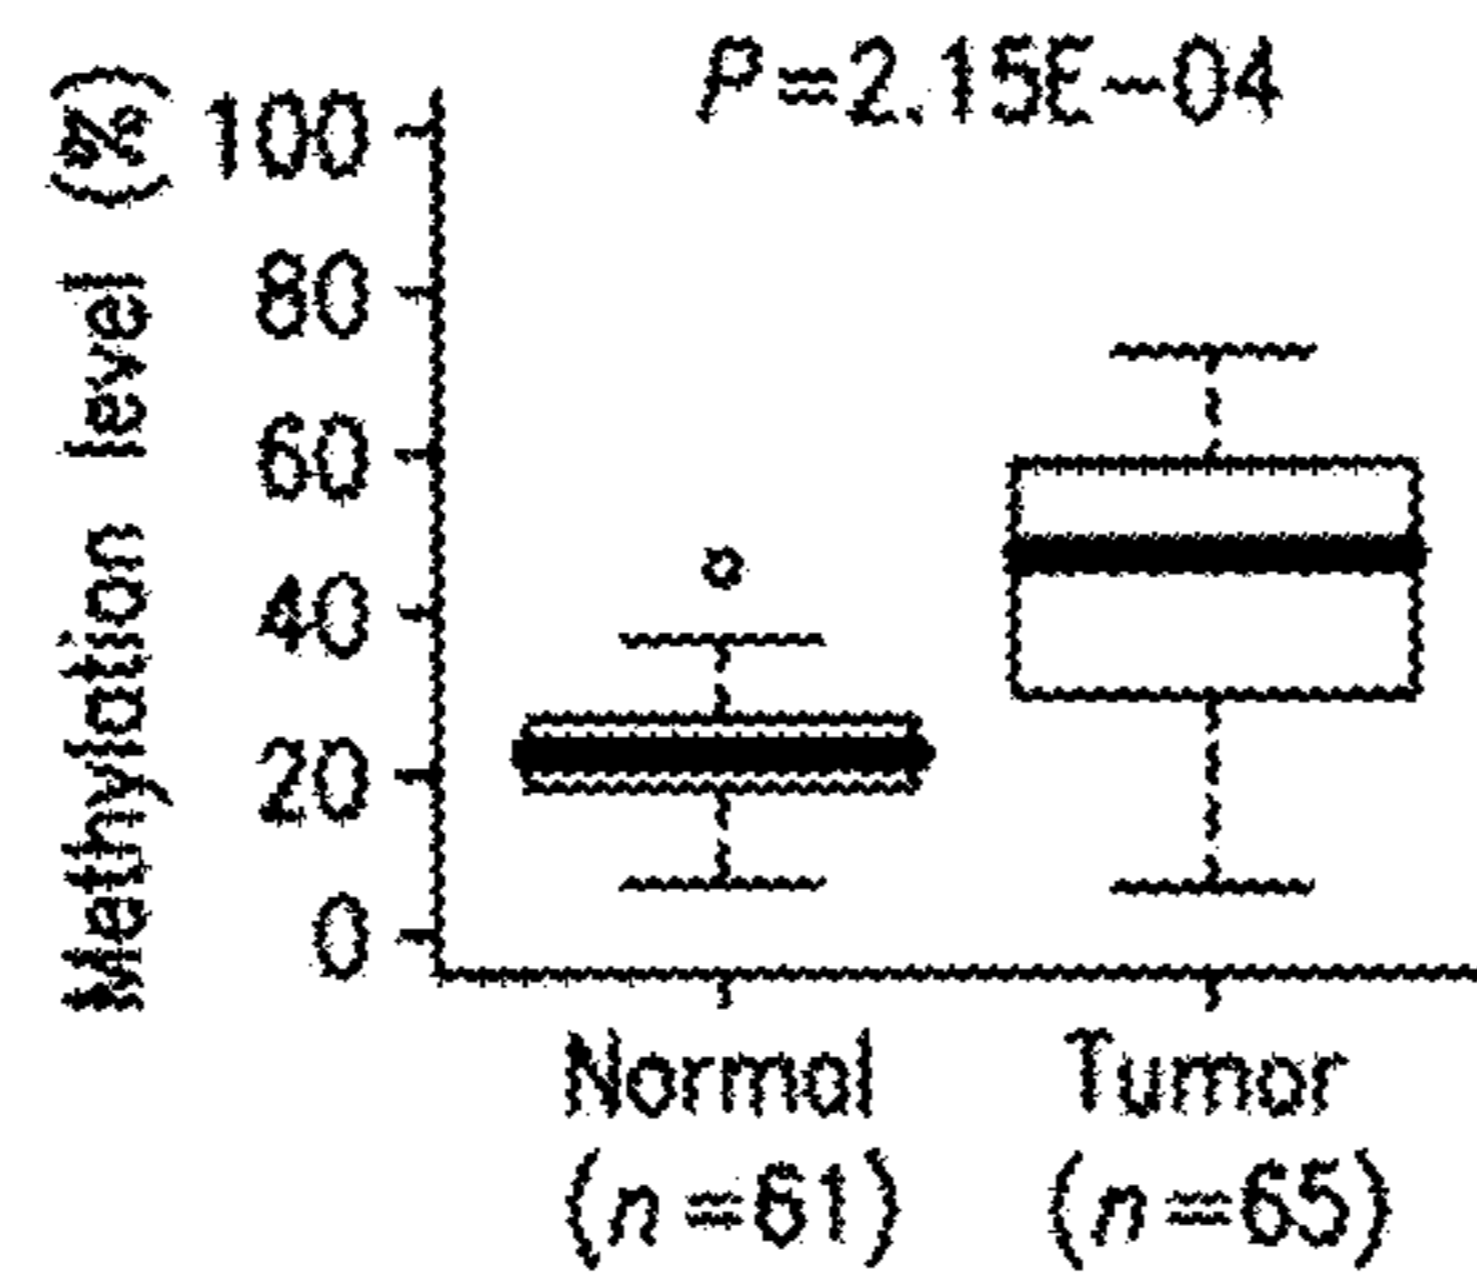 P=2.15E-04
Methylation level (%)
100
80
60
40
20
0
Normal Tumor
(n=61) (n=65)